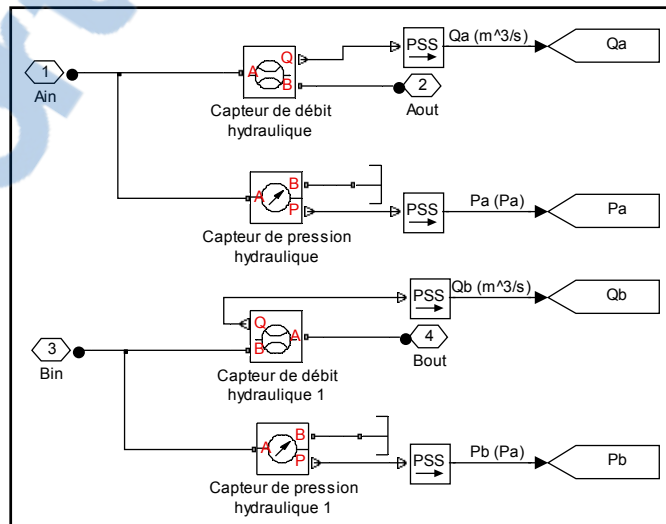 1
Ain
A
Q
B
Capteur de débit
hydraulique
PSS
Qa (m^3/s)
Qa
2
Aout
A
B
P
Capteur de pression
hydraulique
PSS
Pa (Pa)
Pa
3
Bin
Q
B
A
Capteur de débit
hydraulique 1
PSS
Qb (m^3/s)
Qb
4
Bout
A
B
P
Capteur de pression
hydraulique 1
PSS
Pb (Pa)
Pb